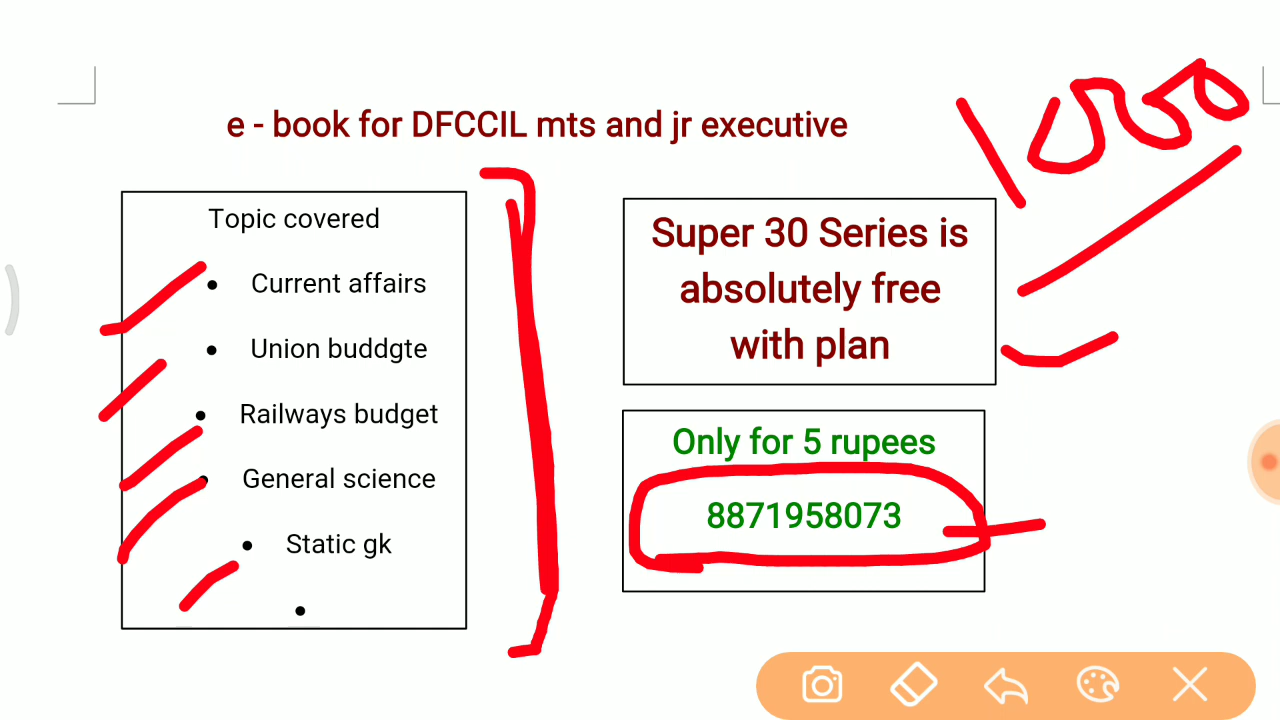 e - book for DFCCIL mts and jr executive
Topic covered
• Current affairs
• Union buddgte
• Railways budget
• General science
• Static gk
•
Super 30 Series is
absolutely free
with plan
1000
Only for 5 rupees
8871958073